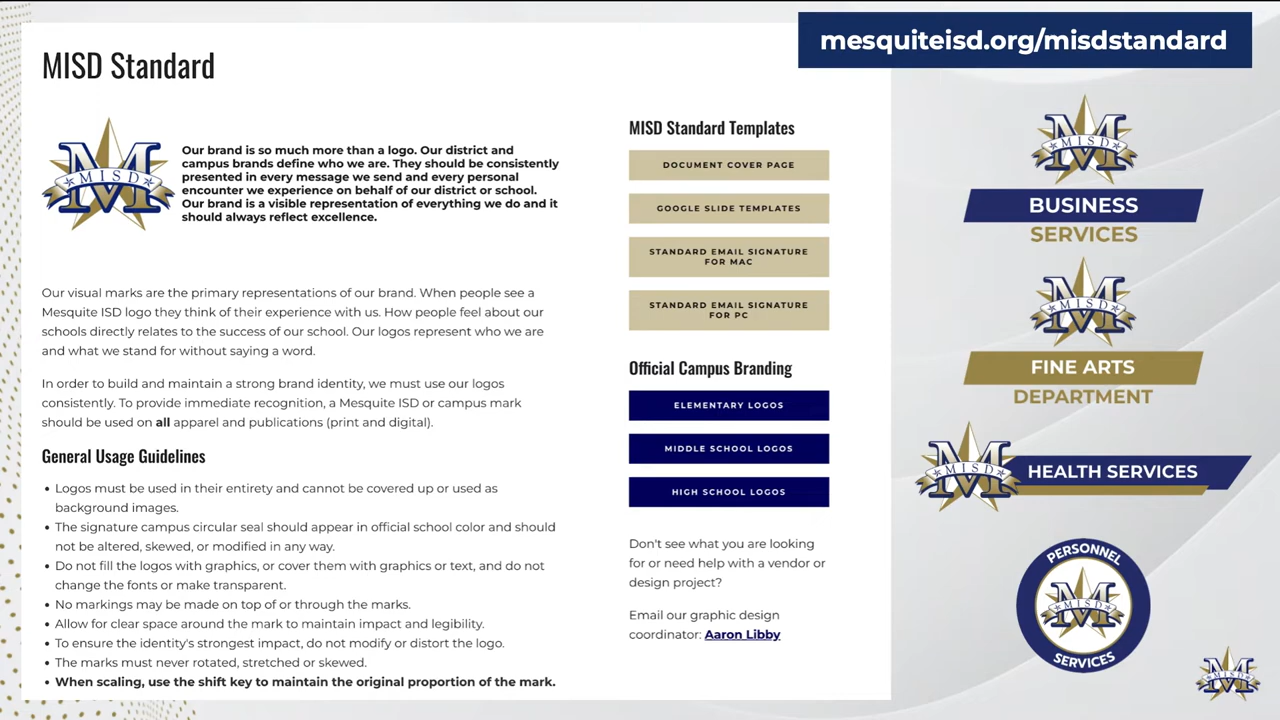 mesquiteisd.org/misdstandard
MISD Standard
M
MISD
Our brand is so much more than a logo. Our district and
campus brands define who we are. They should be consistently
presented in every message we send and every personal
encounter we experience on behalf of our district or school.
Our brand is a visible representation of everything we do and it
should always reflect excellence.
Our visual marks are the primary representations of our brand. When people see a
Mesquite ISD logo they think of their experience with us. How people feel about our
schools directly relates to the success of our school. Our logos represent who we are
and what we stand for without saying a word.
In order to build and maintain a strong brand identity, we must use our logos
consistently. To provide immediate recognition, a Mesquite ISD or campus mark
should be used on all apparel and publications (print and digital).
General Usage Guidelines
• Logos must be used in their entirety and cannot be covered up or used as
background images.
• The signature campus circular seal should appear in official school color and should
not be altered, skewed, or modified in any way.
• Do not fill the logos with graphics, or cover them with graphics or text, and do not
change the fonts or make transparent.
• No markings may be made on top of or through the marks.
• Allow for clear space around the mark to maintain impact and legibility.
• To ensure the identity's strongest impact, do not modify or distort the logo.
• The marks must never rotated, stretched or skewed.
• When scaling, use the shift key to maintain the original proportion of the mark.
MISD Standard Templates
DOCUMENT COVER PAGE
GOOGLE SLIDE TEMPLATES
STANDARD EMAIL SIGNATURE
FOR MAC
STANDARD EMAIL SIGNATURE
FOR PC
Official Campus Branding
ELEMENTARY LOGOS
MIDDLE SCHOOL LOGOS
HIGH SCHOOL LOGOS
Don't see what you are looking
for or need help with a vendor or
design project?
Email our graphic design
coordinator: Aaron Libby
M
MISD
BUSINESS
SERVICES
M
MISD
FINE ARTS
DEPARTMENT
M
MISD
HEALTH SERVICES
PERSONNEL
M
MISD
SERVICES
M
MISD